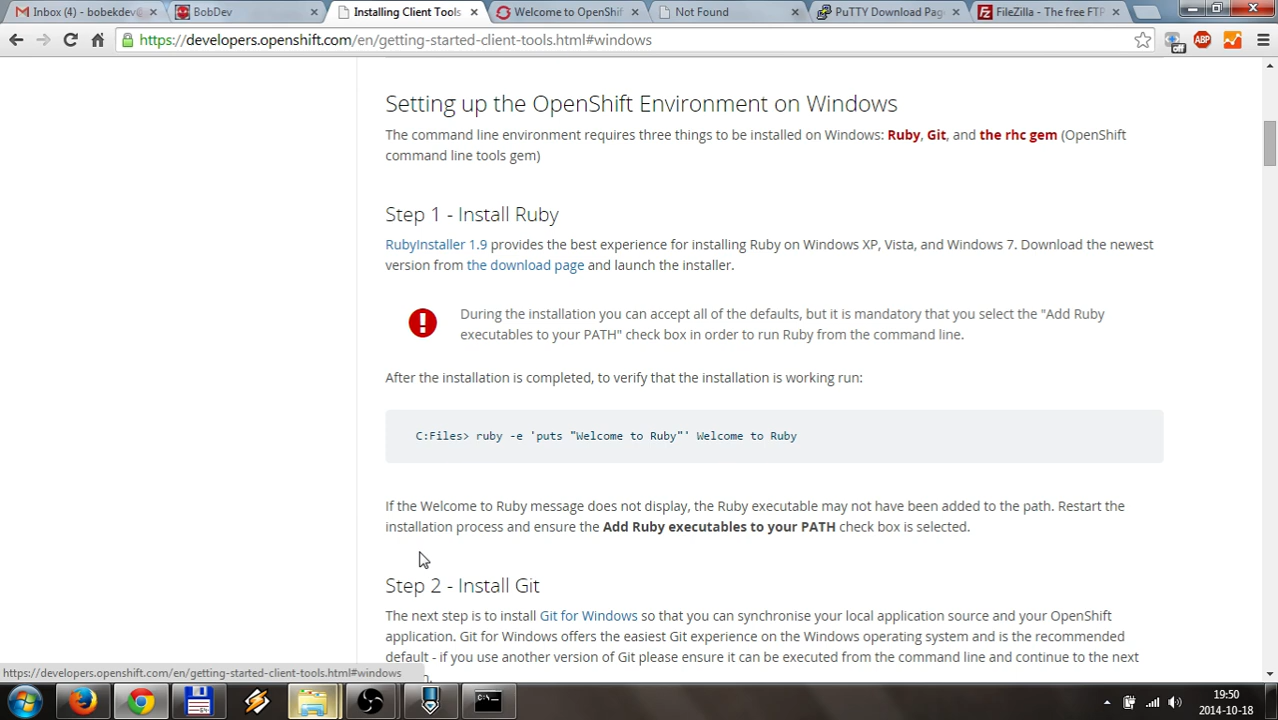 Inbox (4) - bobekdev@
BobDev
Installing Client Tools
Welcome to OpenShif
Not Found
PuTTY Download Pag
FileZilla - The free FTP
https://developers.openshift.com/en/getting-started-client-tools.html#windows
off
ABP
Setting up the OpenShift Environment on Windows
The command line environment requires three things to be installed on Windows: Ruby, Git, and the rhc gem (OpenShift
command line tools gem)
Step 1 - Install Ruby
RubyInstaller 1.9 provides the best experience for installing Ruby on Windows XP, Vista, and Windows 7. Download the newest
version from the download page and launch the installer.
During the installation you can accept all of the defaults, but it is mandatory that you select the "Add Ruby
executables to your PATH" check box in order to run Ruby from the command line.
After the installation is completed, to verify that the installation is working run:
C:Files> ruby -e 'puts "Welcome to Ruby"' Welcome to Ruby
If the Welcome to Ruby message does not display, the Ruby executable may not have been added to the path. Restart the
installation process and ensure the Add Ruby executables to your PATH check box is selected.
Step 2 - Install Git
The next step is to install Git for Windows so that you can synchronise your local application source and your OpenShift
application. Git for Windows offers the easiest Git experience on the Windows operating system and is the recommended
default - if you use another version of Git please ensure it can be executed from the command line and continue to the next
https://developers.openshift.com/en/getting-started-client-tools.html#windows
19:50
2014-10-18